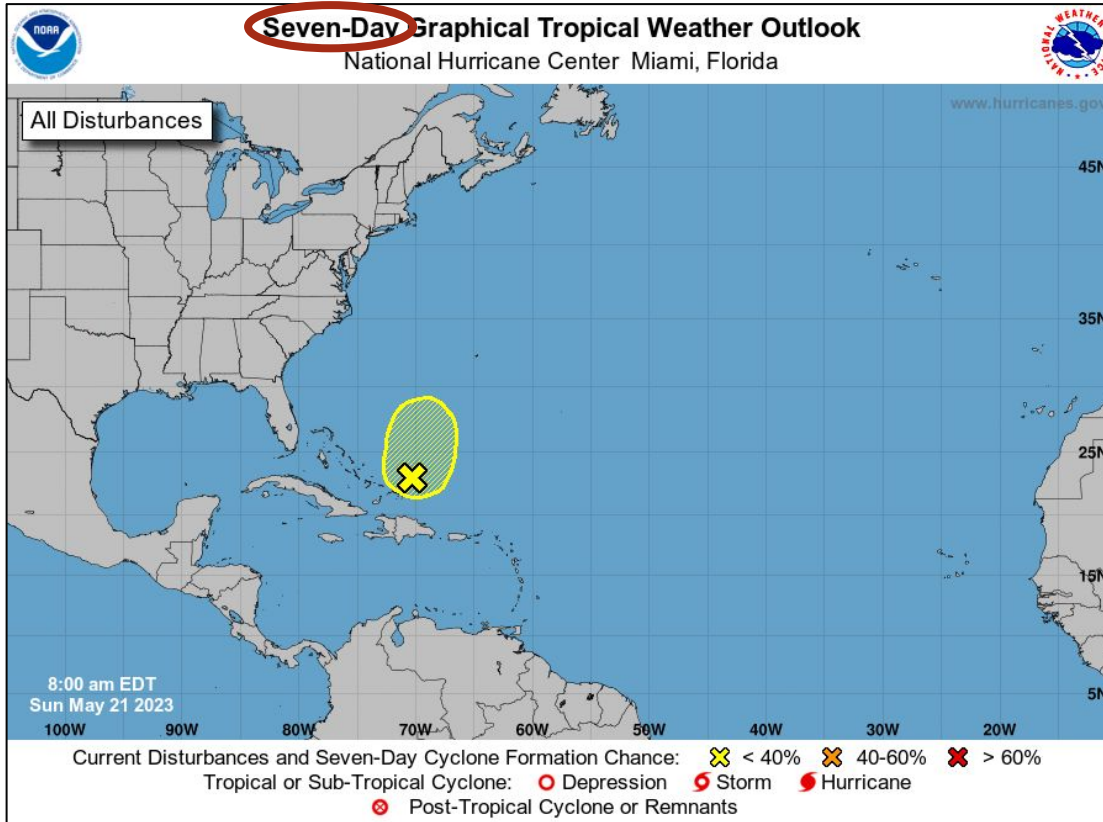 NOAA
Seven-Day Graphical Tropical Weather Outlook
National Hurricane Center Miami, Florida
All Disturbances
www.hurricanes.gov
45N
35N
25N
15N
5N
8:00 am EDT
Sun May 21 2023
100W 90W 80W 70W 60W 50W 40W 30W 20W
Current Disturbances and Seven-Day Cyclone Formation Chance: < 40% 40-60% > 60%
Tropical or Sub-Tropical Cyclone: Depression Storm Hurricane
Post-Tropical Cyclone or Remnants